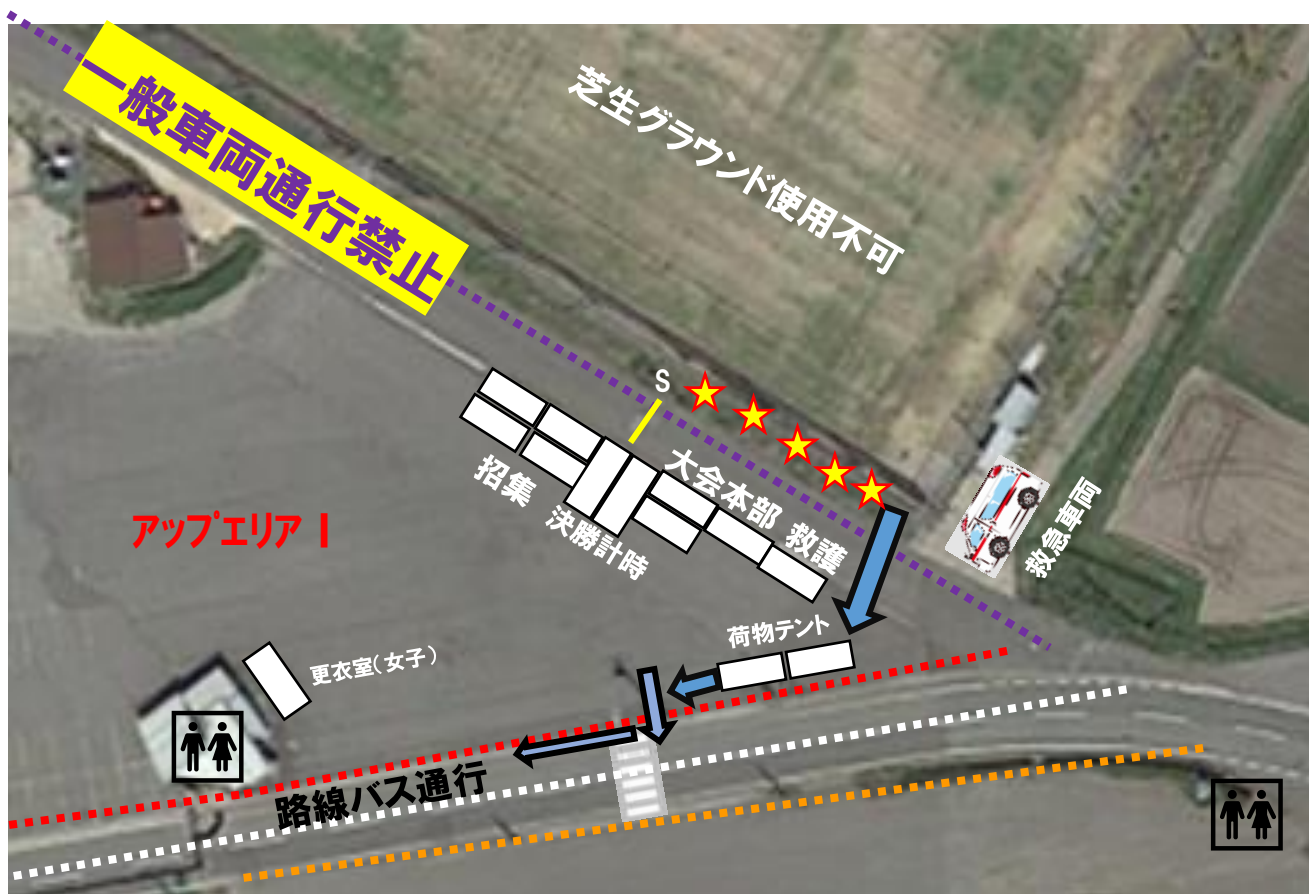 一般車両通行禁止
芝生グラウンド使用不可
S
大会本部 救護
招集
決勝計時
救急車両
アップエリア Ⅰ
荷物テント
更衣室(女子)
路線バス通行